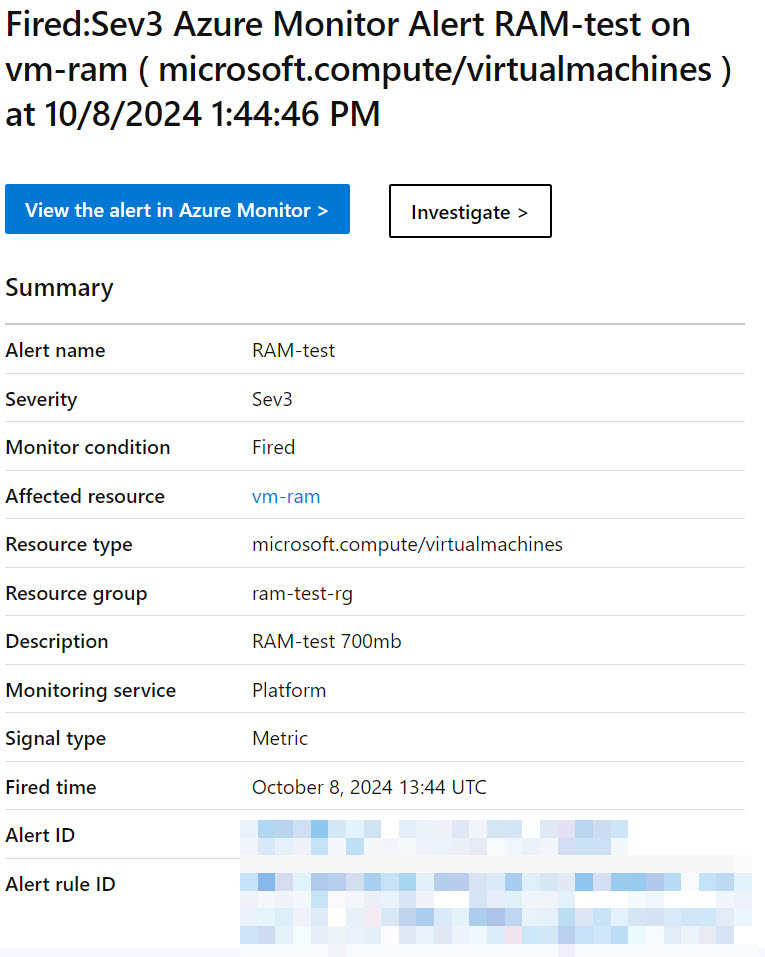 Fired:Sev3 Azure Monitor Alert RAM-test on
vm-ram ( microsoft.compute/virtualmachines )
at 10/8/2024 1:44:46 PM
View the alert in Azure Monitor > Investigate >
Summary
Alert name RAM-test
Severity Sev3
Monitor condition Fired
Affected resource vm-ram
Resource type microsoft.compute/virtualmachines
Resource group ram-test-rg
Description RAM-test 700mb
Monitoring service Platform
Signal type Metric
Fired time October 8, 2024 13:44 UTC
Alert ID
Alert rule ID